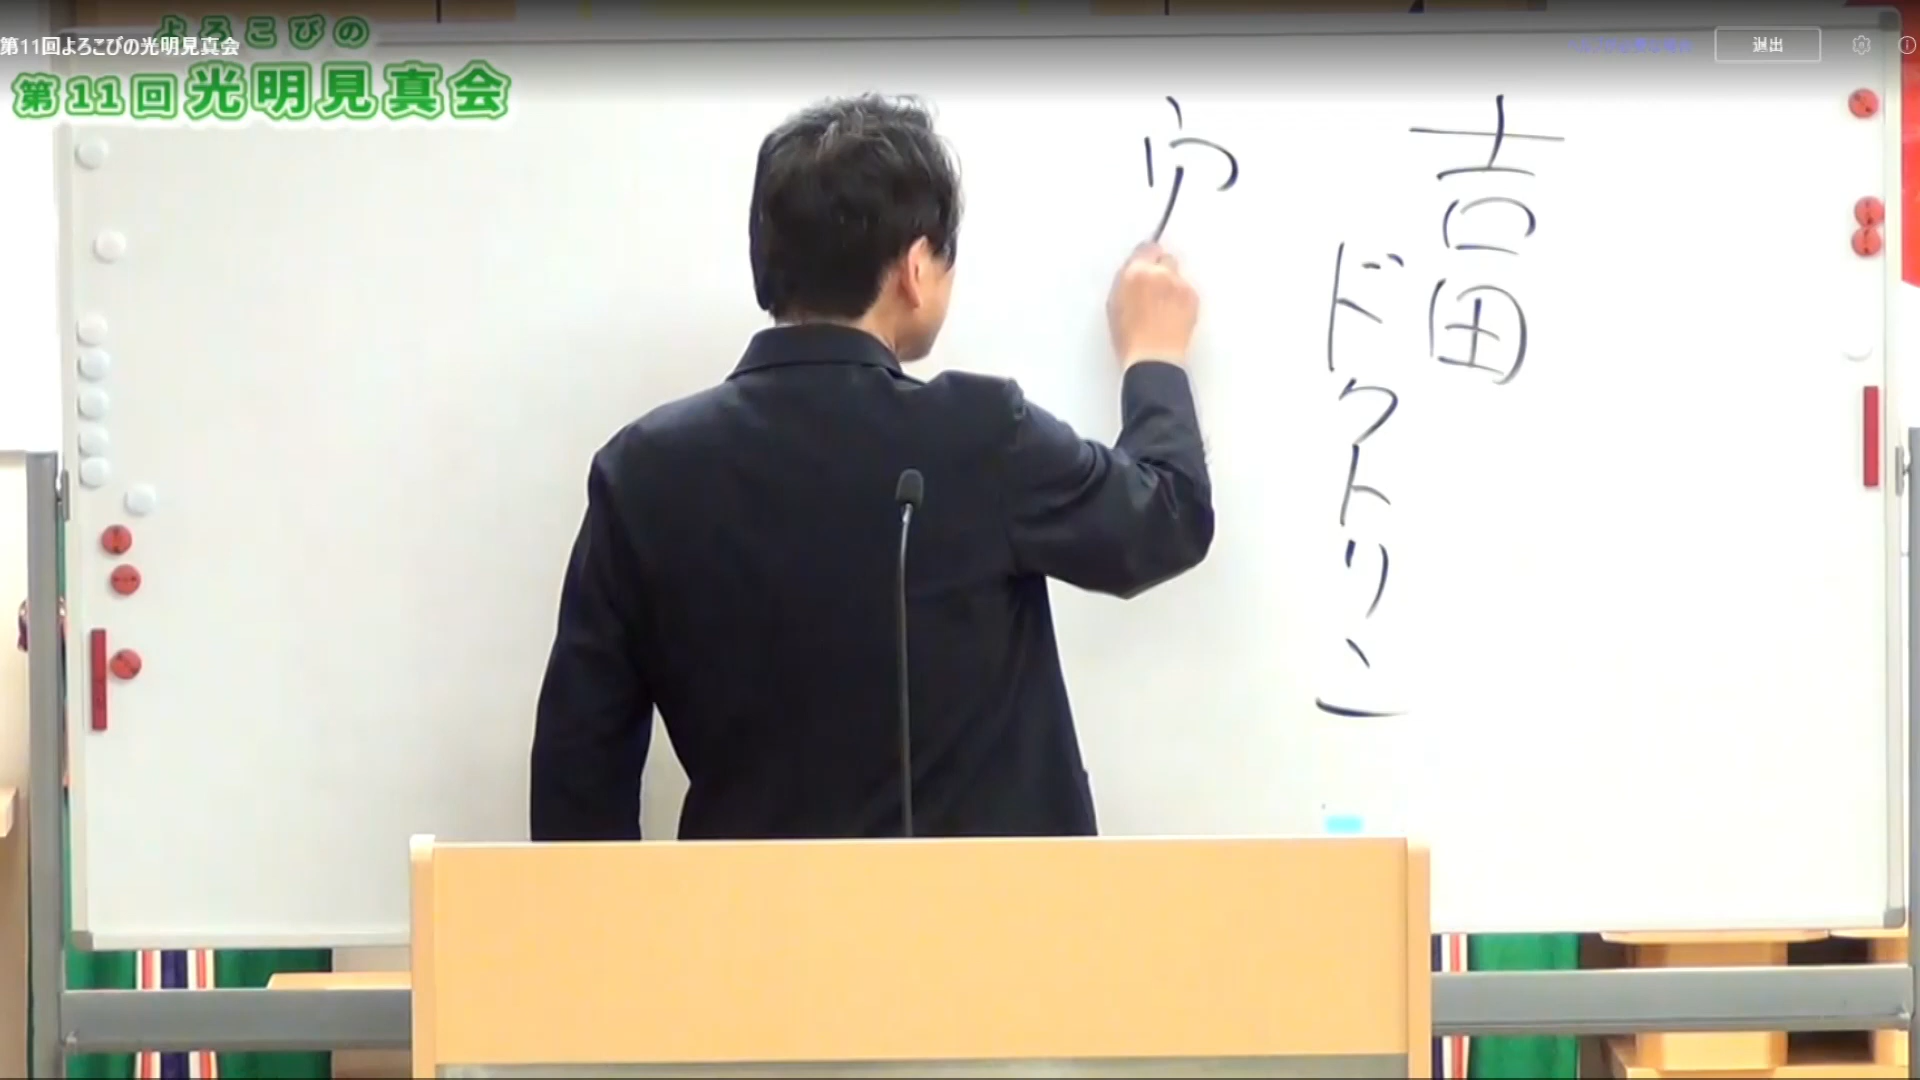 第11回よろこびの光明見真会
退出
よろこびの
第11回光明見真会
吉田
ドクトリン